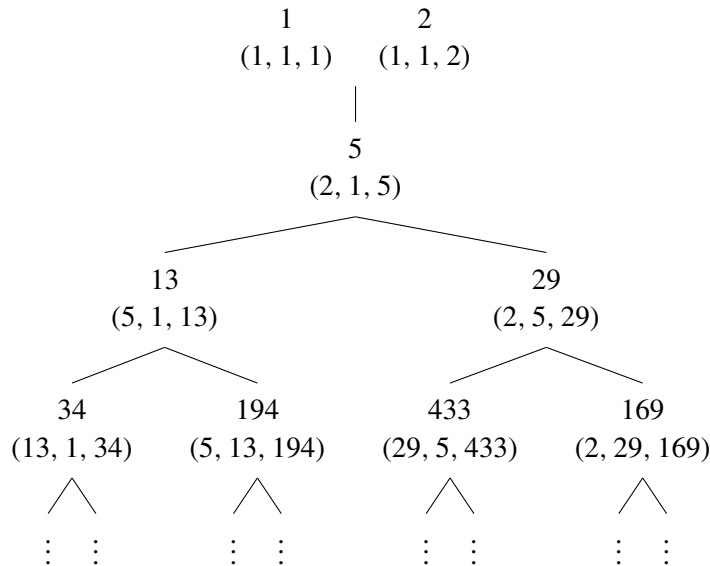 1 2
(1, 1, 1) (1, 1, 2)
5
(2, 1, 5)
13 29
(5, 1, 13) (2, 5, 29)
34 194 433 169
(13, 1, 34) (5, 13, 194) (29, 5, 433) (2, 29, 169)
⋮ ⋮ ⋮ ⋮ ⋮ ⋮ ⋮ ⋮